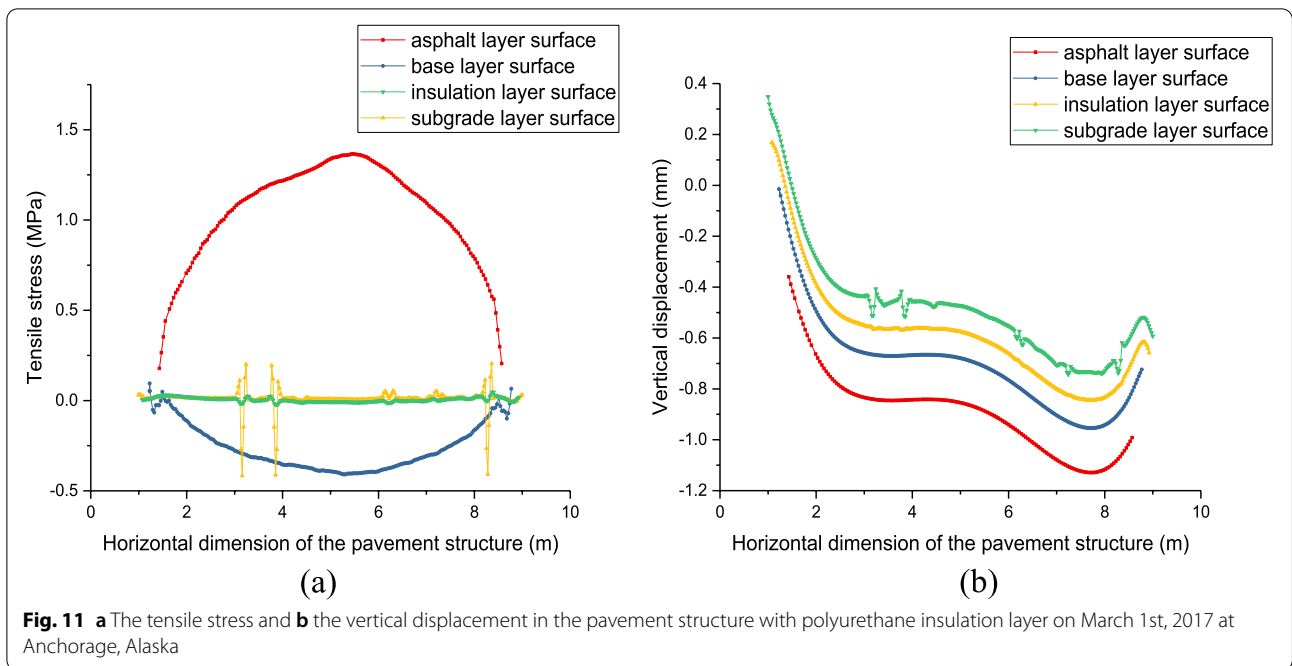 asphalt layer surface
base layer surface
insulation layer surface
subgrade layer surface
1.5
1.0
0.5
0.0
-0.5
Tensile stress (MPa)
0 2 4 6 8 10
Horizontal dimension of the pavement structure (m)
(a)
asphalt layer surface
base layer surface
insulation layer surface
subgrade layer surface
0.4
0.2
0.0
-0.2
-0.4
-0.6
-0.8
-1.0
-1.2
Vertical displacement (mm)
0 2 4 6 8 10
Horizontal dimension of the pavement structure (m)
(b)
Fig. 11 a The tensile stress and b the vertical displacement in the pavement structure with polyurethane insulation layer on March 1st, 2017 at
Anchorage, Alaska